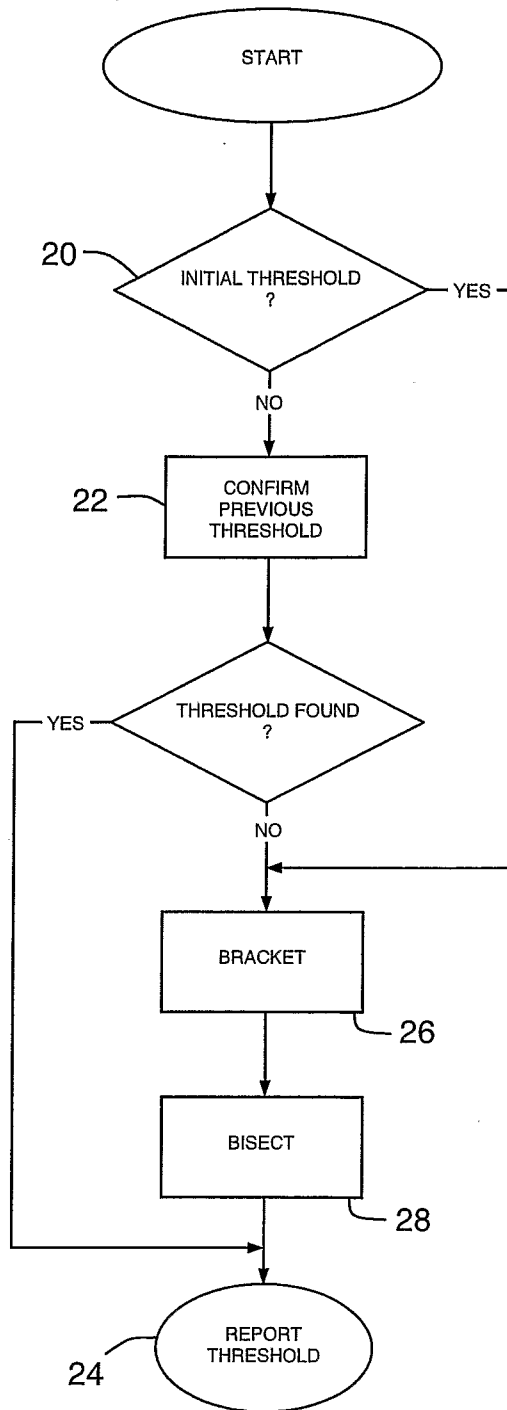 START
20
INITIAL THRESHOLD
?
YES
NO
22
CONFIRM
PREVIOUS
THRESHOLD
THRESHOLD FOUND
?
YES
NO
BRACKET
26
BISECT
28
REPORT
THRESHOLD
24